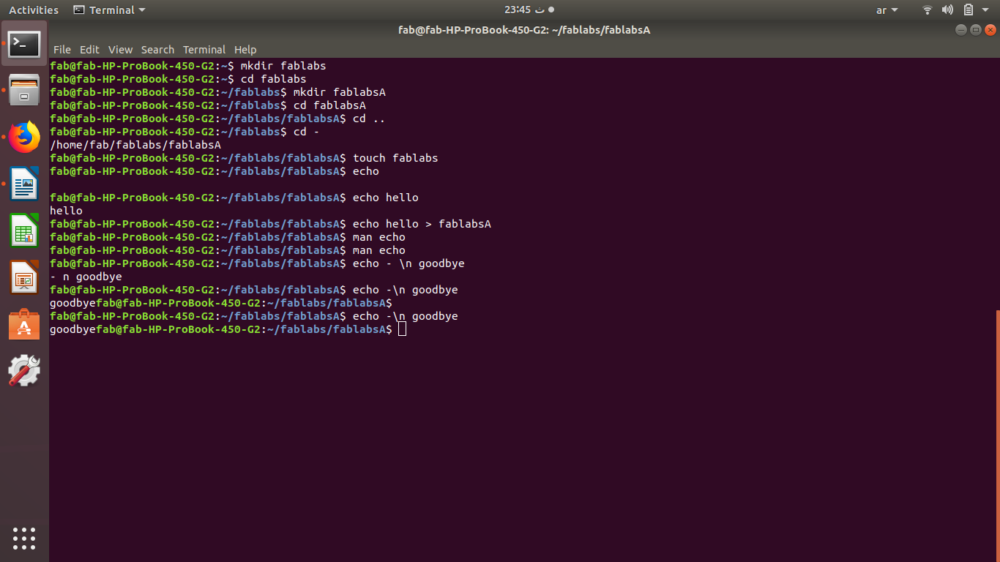 Activities Terminal 23:45 ث ar
fab@fab-HP-ProBook-450-G2: ~/fablabs/fablabsA
File Edit View Search Terminal Help
fab@fab-HP-ProBook-450-G2:~$ mkdir fablabs
fab@fab-HP-ProBook-450-G2:~$ cd fablabs
fab@fab-HP-ProBook-450-G2:~/fablabs$ mkdir fablabsA
fab@fab-HP-ProBook-450-G2:~/fablabs$ cd fablabsA
fab@fab-HP-ProBook-450-G2:~/fablabs/fablabsA$ cd ..
fab@fab-HP-ProBook-450-G2:~/fablabs$ cd -
/home/fab/fablabs/fablabsA
fab@fab-HP-ProBook-450-G2:~/fablabs/fablabsA$ touch fablabs
fab@fab-HP-ProBook-450-G2:~/fablabs/fablabsA$ echo
fab@fab-HP-ProBook-450-G2:~/fablabs/fablabsA$ echo hello
hello
fab@fab-HP-ProBook-450-G2:~/fablabs/fablabsA$ echo hello > fablabsA
fab@fab-HP-ProBook-450-G2:~/fablabs/fablabsA$ man echo
fab@fab-HP-ProBook-450-G2:~/fablabs/fablabsA$ man echo
fab@fab-HP-ProBook-450-G2:~/fablabs/fablabsA$ echo - \n goodbye
- n goodbye
fab@fab-HP-ProBook-450-G2:~/fablabs/fablabsA$ echo -\n goodbye
goodbyefab@fab-HP-ProBook-450-G2:~/fablabs/fablabsA$
fab@fab-HP-ProBook-450-G2:~/fablabs/fablabsA$ echo -\n goodbye
goodbyefab@fab-HP-ProBook-450-G2:~/fablabs/fablabsA$